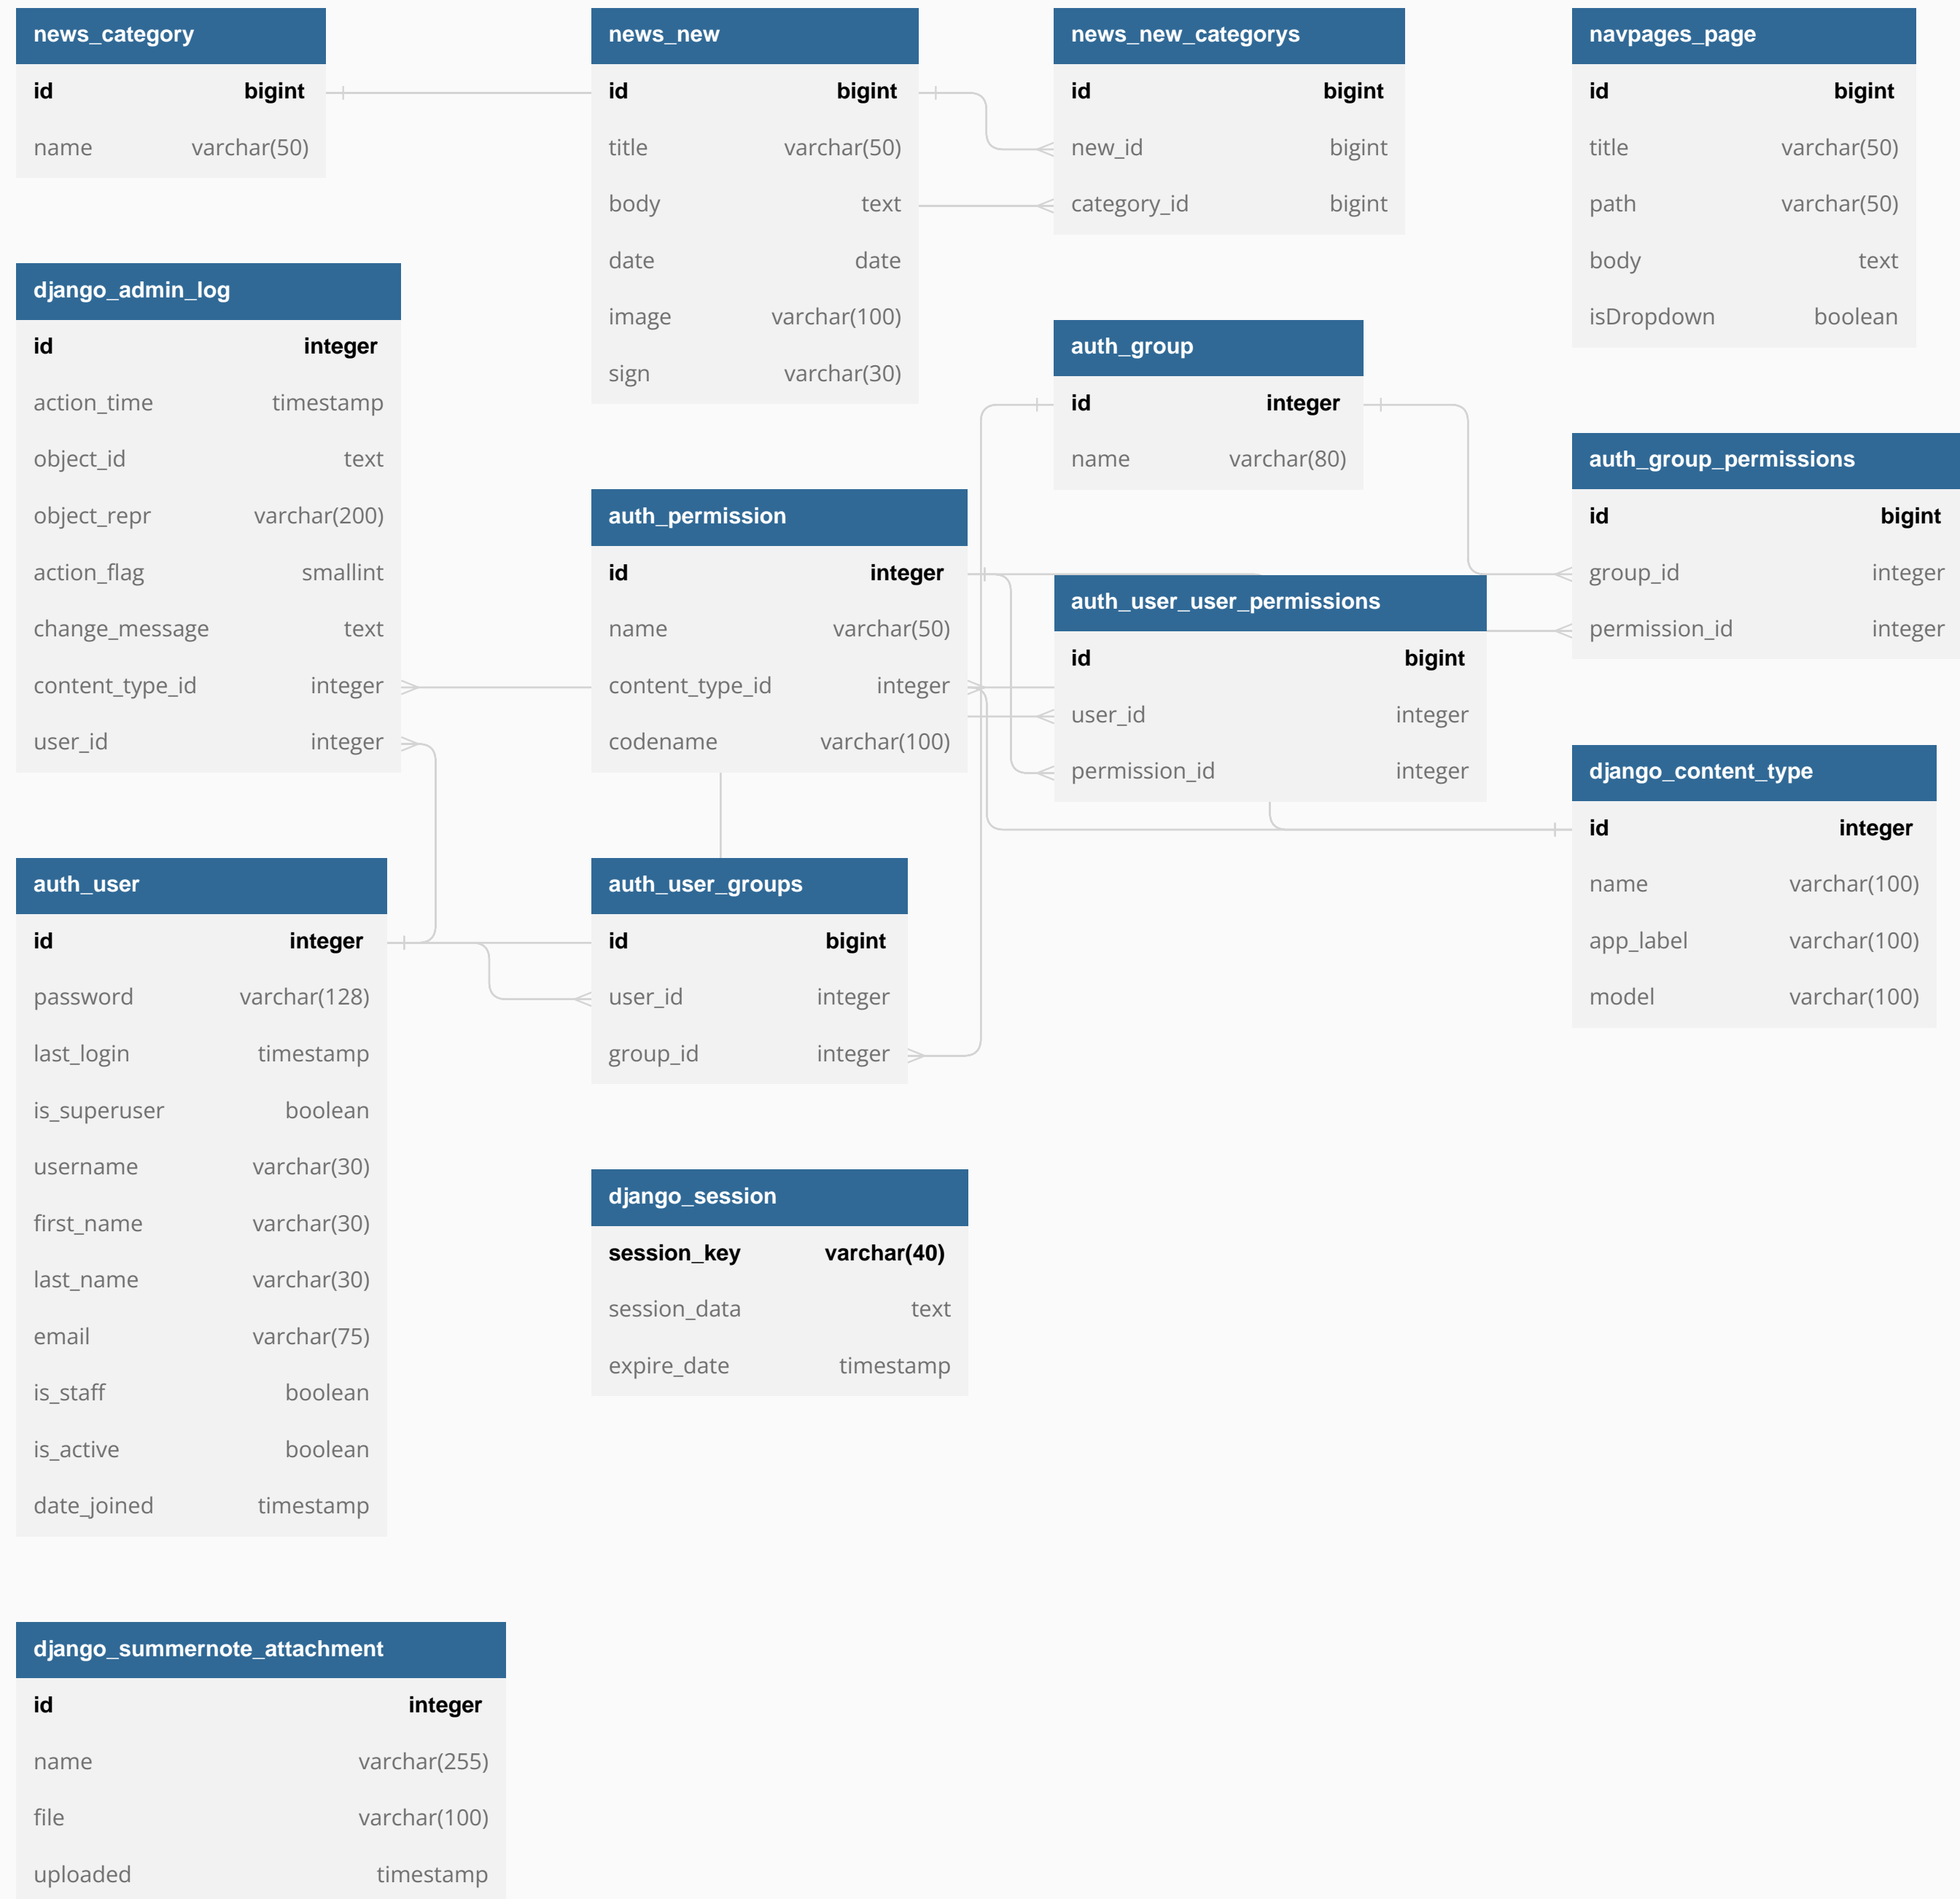 news_category
id bigint
name varchar(50)
news_new
id bigint
title varchar(50)
body text
date date
image varchar(100)
sign varchar(30)
news_new_categorys
id bigint
new_id bigint
category_id bigint
navpages_page
id bigint
title varchar(50)
path varchar(50)
body text
isDropdown boolean
django_admin_log
id integer
action_time timestamp
object_id text
object_repr varchar(200)
action_flag smallint
change_message text
content_type_id integer
user_id integer
auth_group
id integer
name varchar(80)
auth_group_permissions
id bigint
group_id integer
permission_id integer
auth_permission
id integer
name varchar(50)
content_type_id integer
codename varchar(100)
auth_user_user_permissions
id bigint
user_id integer
permission_id integer
django_content_type
id integer
name varchar(100)
app_label varchar(100)
model varchar(100)
auth_user
id integer
password varchar(128)
last_login timestamp
is_superuser boolean
username varchar(30)
first_name varchar(30)
last_name varchar(30)
email varchar(75)
is_staff boolean
is_active boolean
date_joined timestamp
auth_user_groups
id bigint
user_id integer
group_id integer
django_session
session_key varchar(40)
session_data text
expire_date timestamp
django_summernote_attachment
id integer
name varchar(255)
file varchar(100)
uploaded timestamp